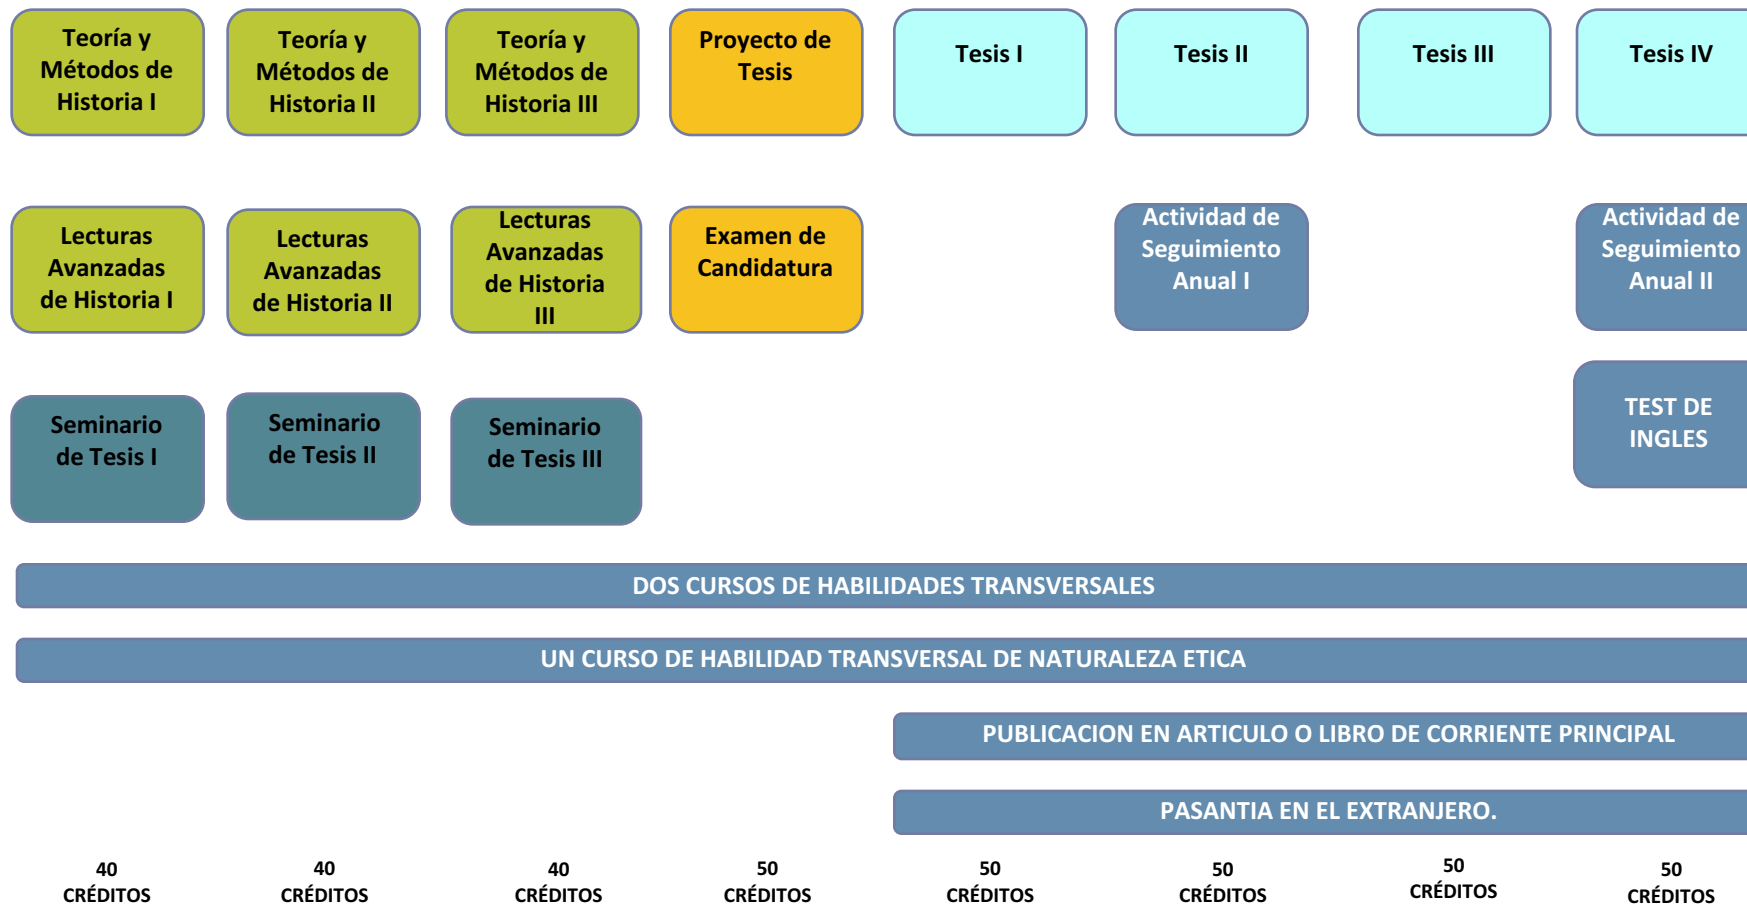 Teoría y
Métodos de
Historia I
Teoría y
Métodos de
Historia II
Teoría y
Métodos de
Historia III
Proyecto de
Tesis
Tesis I
Tesis II
Tesis III
Tesis IV
Lecturas
Avanzadas
de Historia I
Lecturas
Avanzadas
de Historia II
Lecturas
Avanzadas
de Historia
III
Examen de
Candidatura
Actividad de
Seguimiento
Anual I
Actividad de
Seguimiento
Anual II
Seminario
de Tesis I
Seminario
de Tesis II
Seminario
de Tesis III
TEST DE
INGLES
DOS CURSOS DE HABILIDADES TRANSVERSALES
UN CURSO DE HABILIDAD TRANSVERSAL DE NATURALEZA ETICA
PUBLICACION EN ARTICULO O LIBRO DE CORRIENTE PRINCIPAL
PASANTIA EN EL EXTRANJERO.
40
CRÉDITOS
40
CRÉDITOS
40
CRÉDITOS
50
CRÉDITOS
50
CRÉDITOS
50
CRÉDITOS
50
CRÉDITOS
50
CRÉDITOS